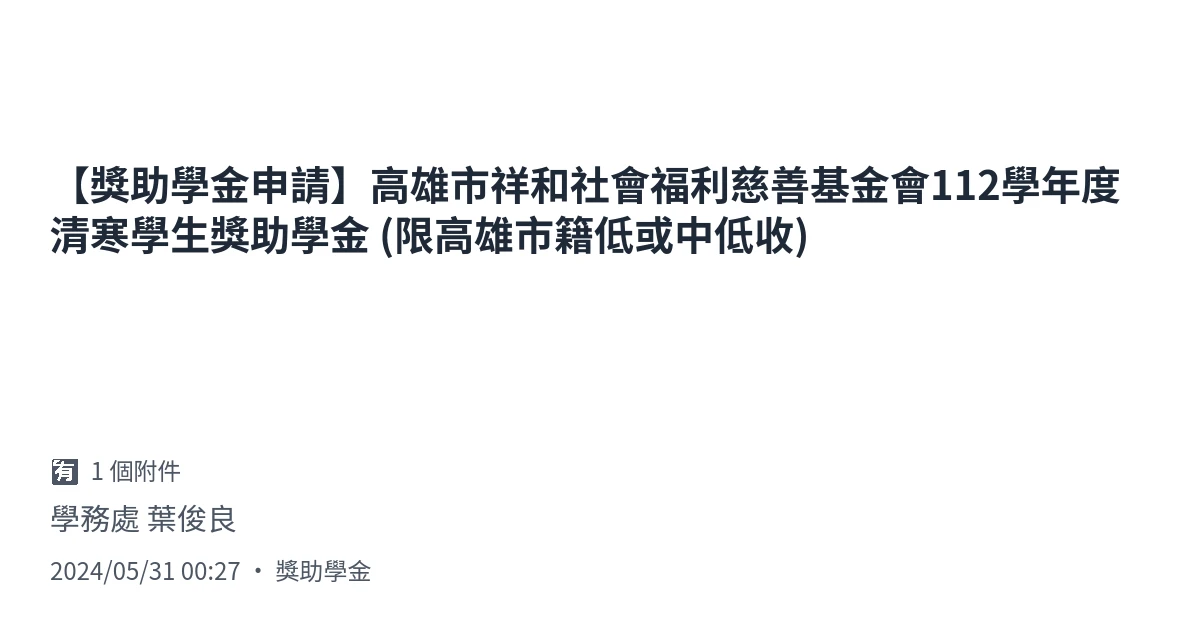 【獎助學金申請】高雄市祥和社會福利慈善基金會112學年度
清寒學生獎助學金 (限高雄市籍低或中低收)
有 1 個附件
學務處 葉俊良
2024/05/31 00:27 · 獎助學金